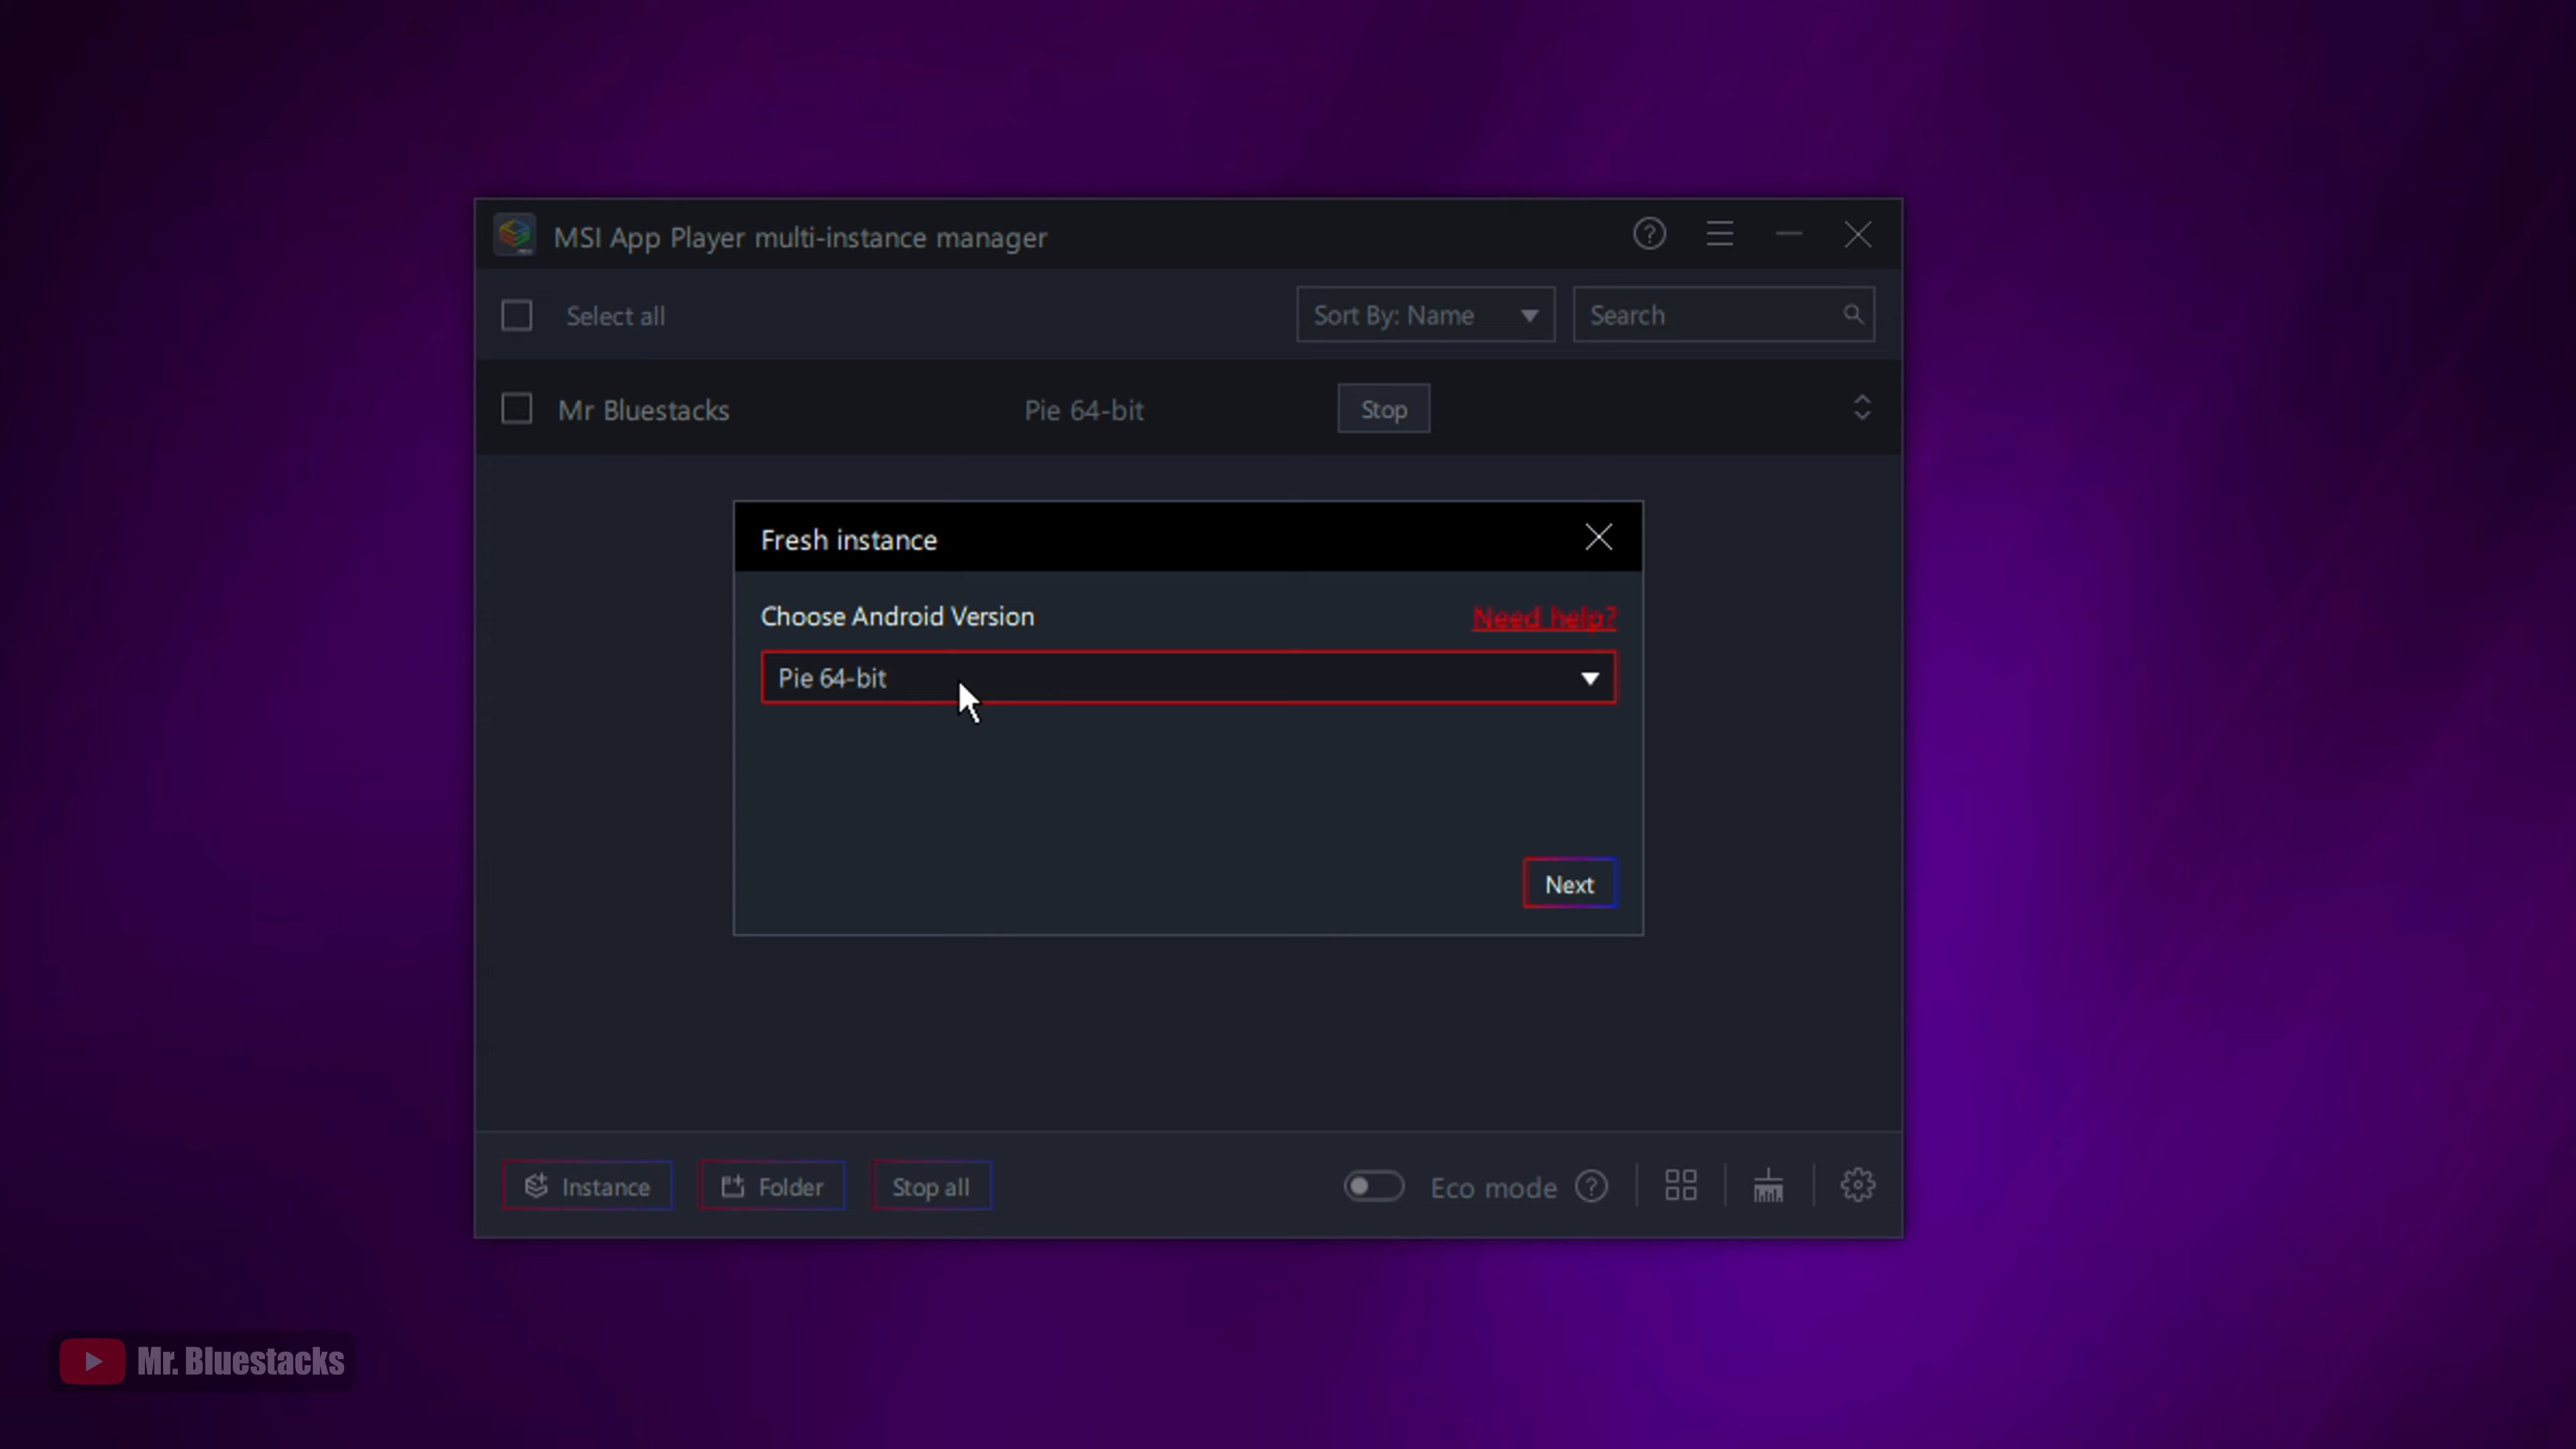 MSI App Player multi-instance manager
Select all
Sort By: Name
Search
Mr Bluestacks
Pie 64-bit
Stop
Fresh instance
Choose Android Version
Need help?
Pie 64-bit
Next
Instance
Folder
Stop all
Eco mode
Mr. Bluestacks